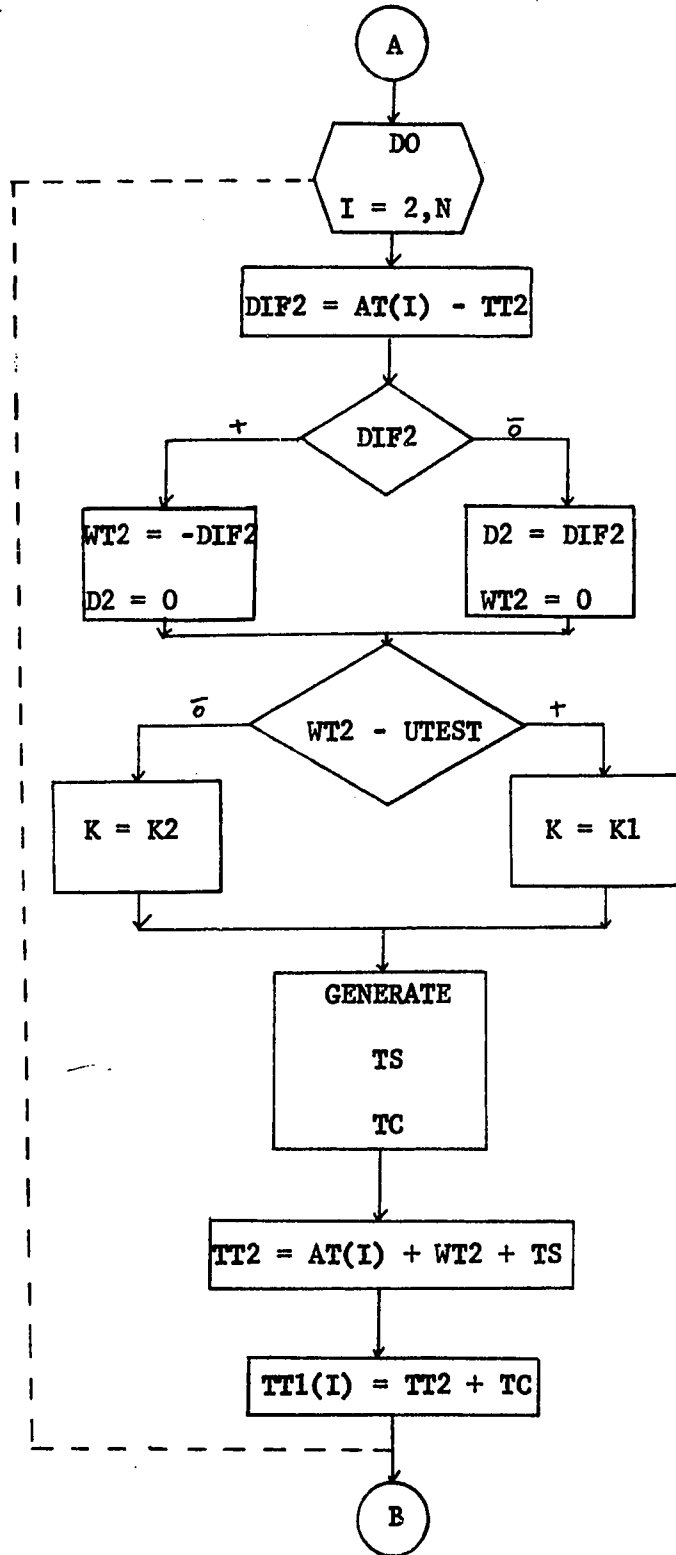 A
DO
I = 2,N
DIF2 = AT(I) - TT2
DIF2
+
ō
WT2 = -DIF2
D2 = 0
D2 = DIF2
WT2 = 0
WT2 - UTEST
ō
+
K = K2
K = K1
GENERATE
TS
TC
TT2 = AT(I) + WT2 + TS
TT1(I) = TT2 + TC
B